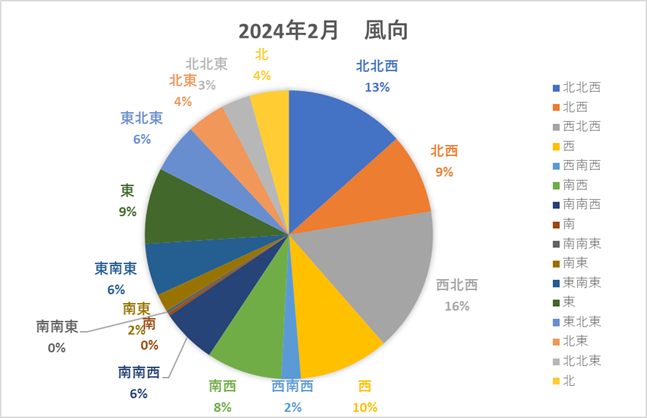 2024年2月　風向
北北西
13%
北西
9%
西北西
16%
西
10%
西南西
2%
南西
8%
南南西
6%
南
0%
南南東
0%
南東
2%
東南東
6%
東
9%
東北東
6%
北東
4%
北北東
3%
北
4%
北北西
北西
西北西
西
西南西
南西
南南西
南
南南東
南東
東南東
東
東北東
北東
北北東
北